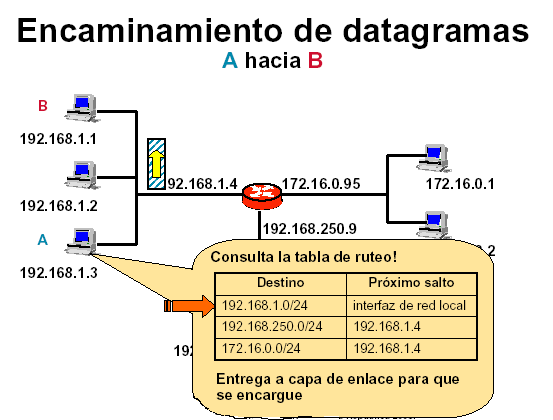 Encaminamiento de datagramas
A hacia B
B
192.168.1.1
92.168.1.4
172.16.0.95
172.16.0.1
192.168.1.2
A
192.168.250.9
.2
192.168.1.3
Consulta la tabla de ruteo!
Destino Próximo salto
192.168.1.0/24 interfaz de red local
192.168.250.0/24 192.168.1.4
172.16.0.0/24 192.168.1.4
192
Entrega a capa de enlace para que
se encargue